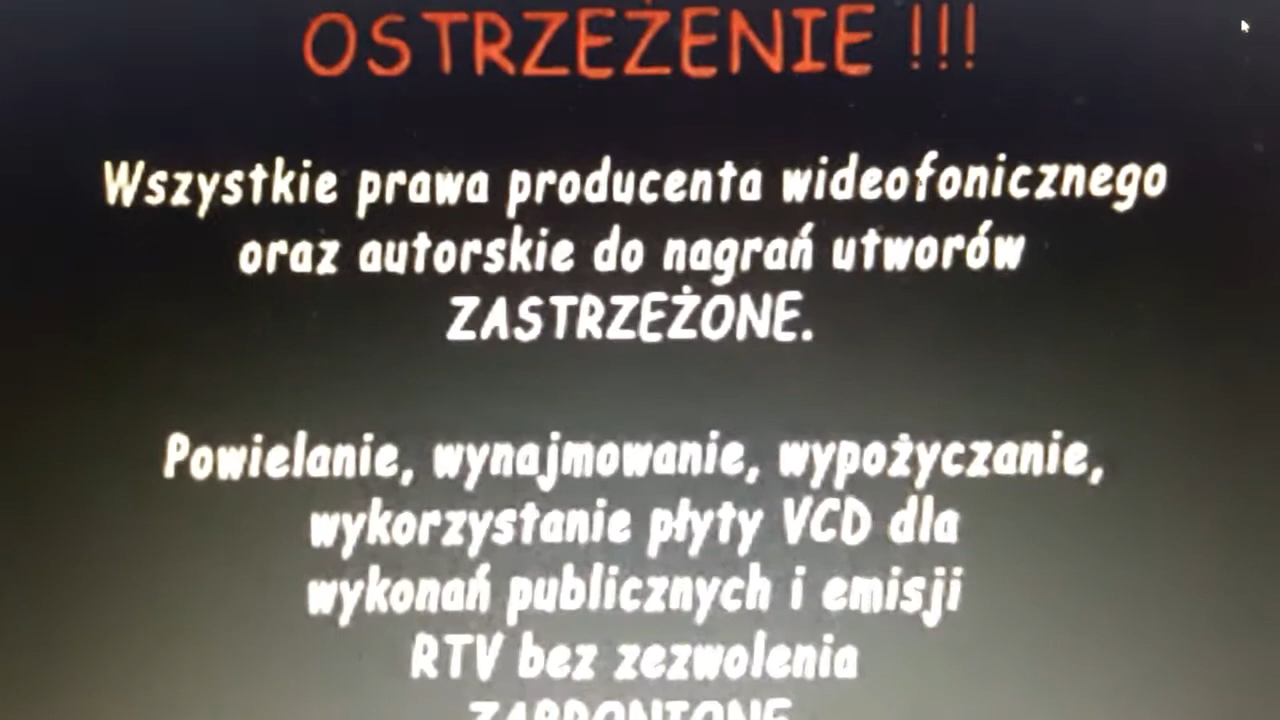 OSTRZEŻENIE !!!
Wszystkie prawa producenta wideofonicznego
oraz autorskie do nagrań utworów
ZASTRZEŻONE.
Powielanie, wynajmowanie, wypożyczanie,
wykorzystanie płyty VCD dla
wykonań publicznych i emisji
RTV bez zezwolenia